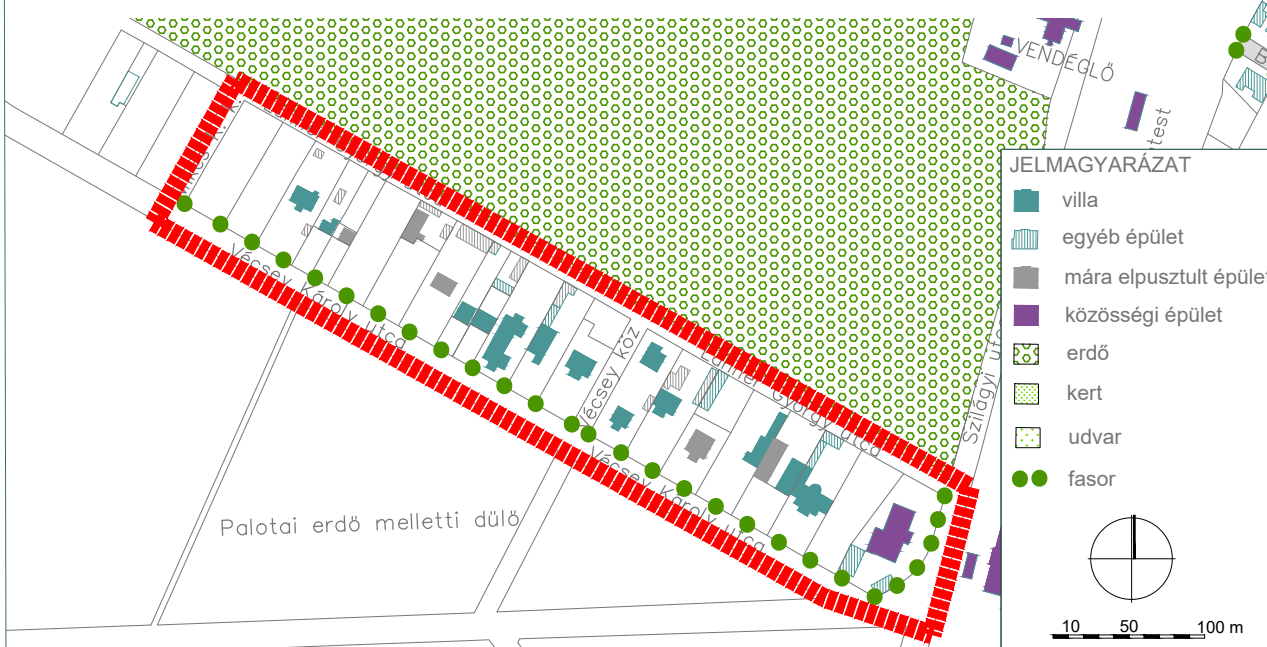 VENDÉGLŐ
B
test
JELMAGYARÁZAT
villa
egyéb épület
mára elpusztult épület
közösségi épület
erdő
kert
udvar
fasor
10 50 100 m
Szilágyi utca
György utca
Vécsey Károly utca
Vécsey köz
Vécsey Károly utca
Palotai erdő melletti dűlő